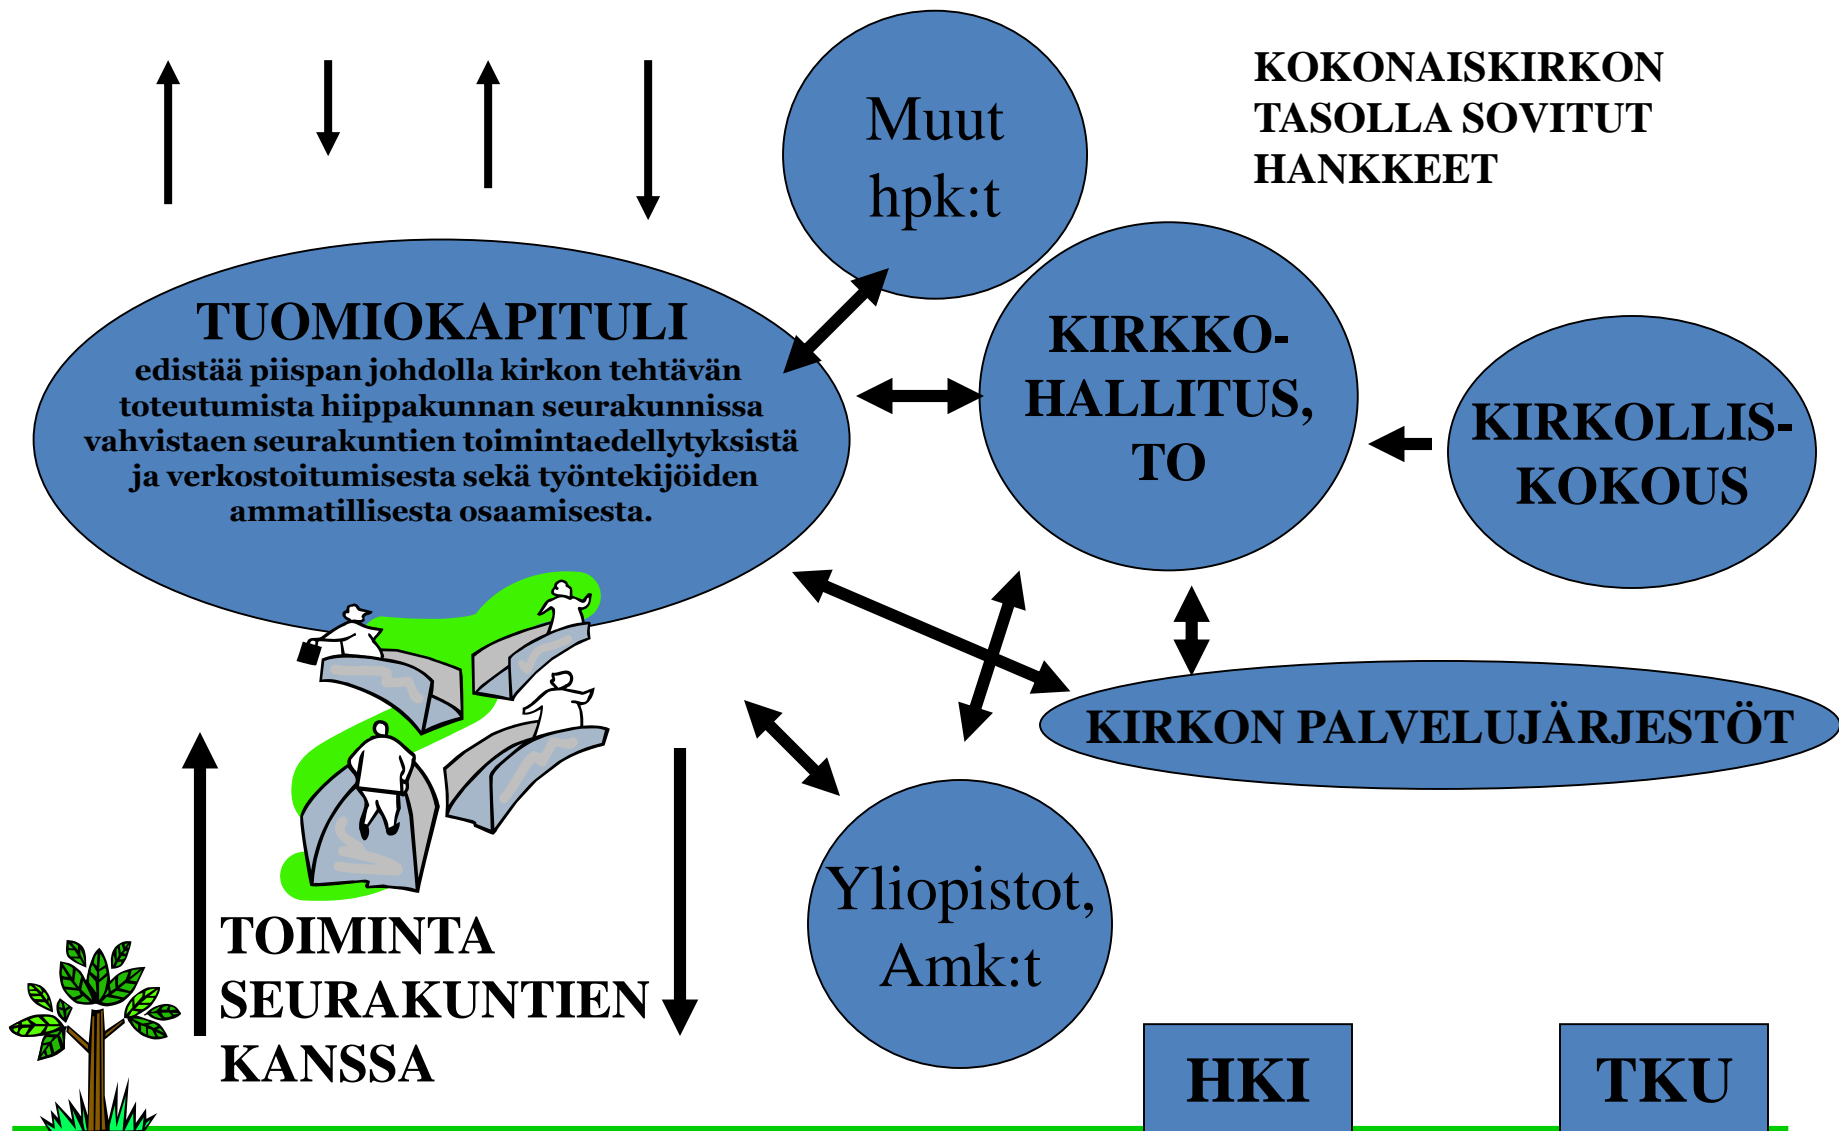 Muut
hpk:t
KOKONAISKIRKON
TASOLLA SOVITUT
HANKKEET
TUOMIOKAPITULI
edistää piispan johdolla kirkon tehtävän
toteutumista hiippakunnan seurakunnissa
vahvistaen seurakuntien toimintaedellytyksistä
ja verkostoitumisesta sekä työntekijöiden
ammatillisesta osaamisesta.
KIRKKO-
HALLITUS,
TO
KIRKOLLIS-
KOKOUS
KIRKON PALVELUJÄRJESTÖT
Yliopistot,
Amk:t
TOIMINTA
SEURAKUNTIEN
KANSSA
HKI
TKU